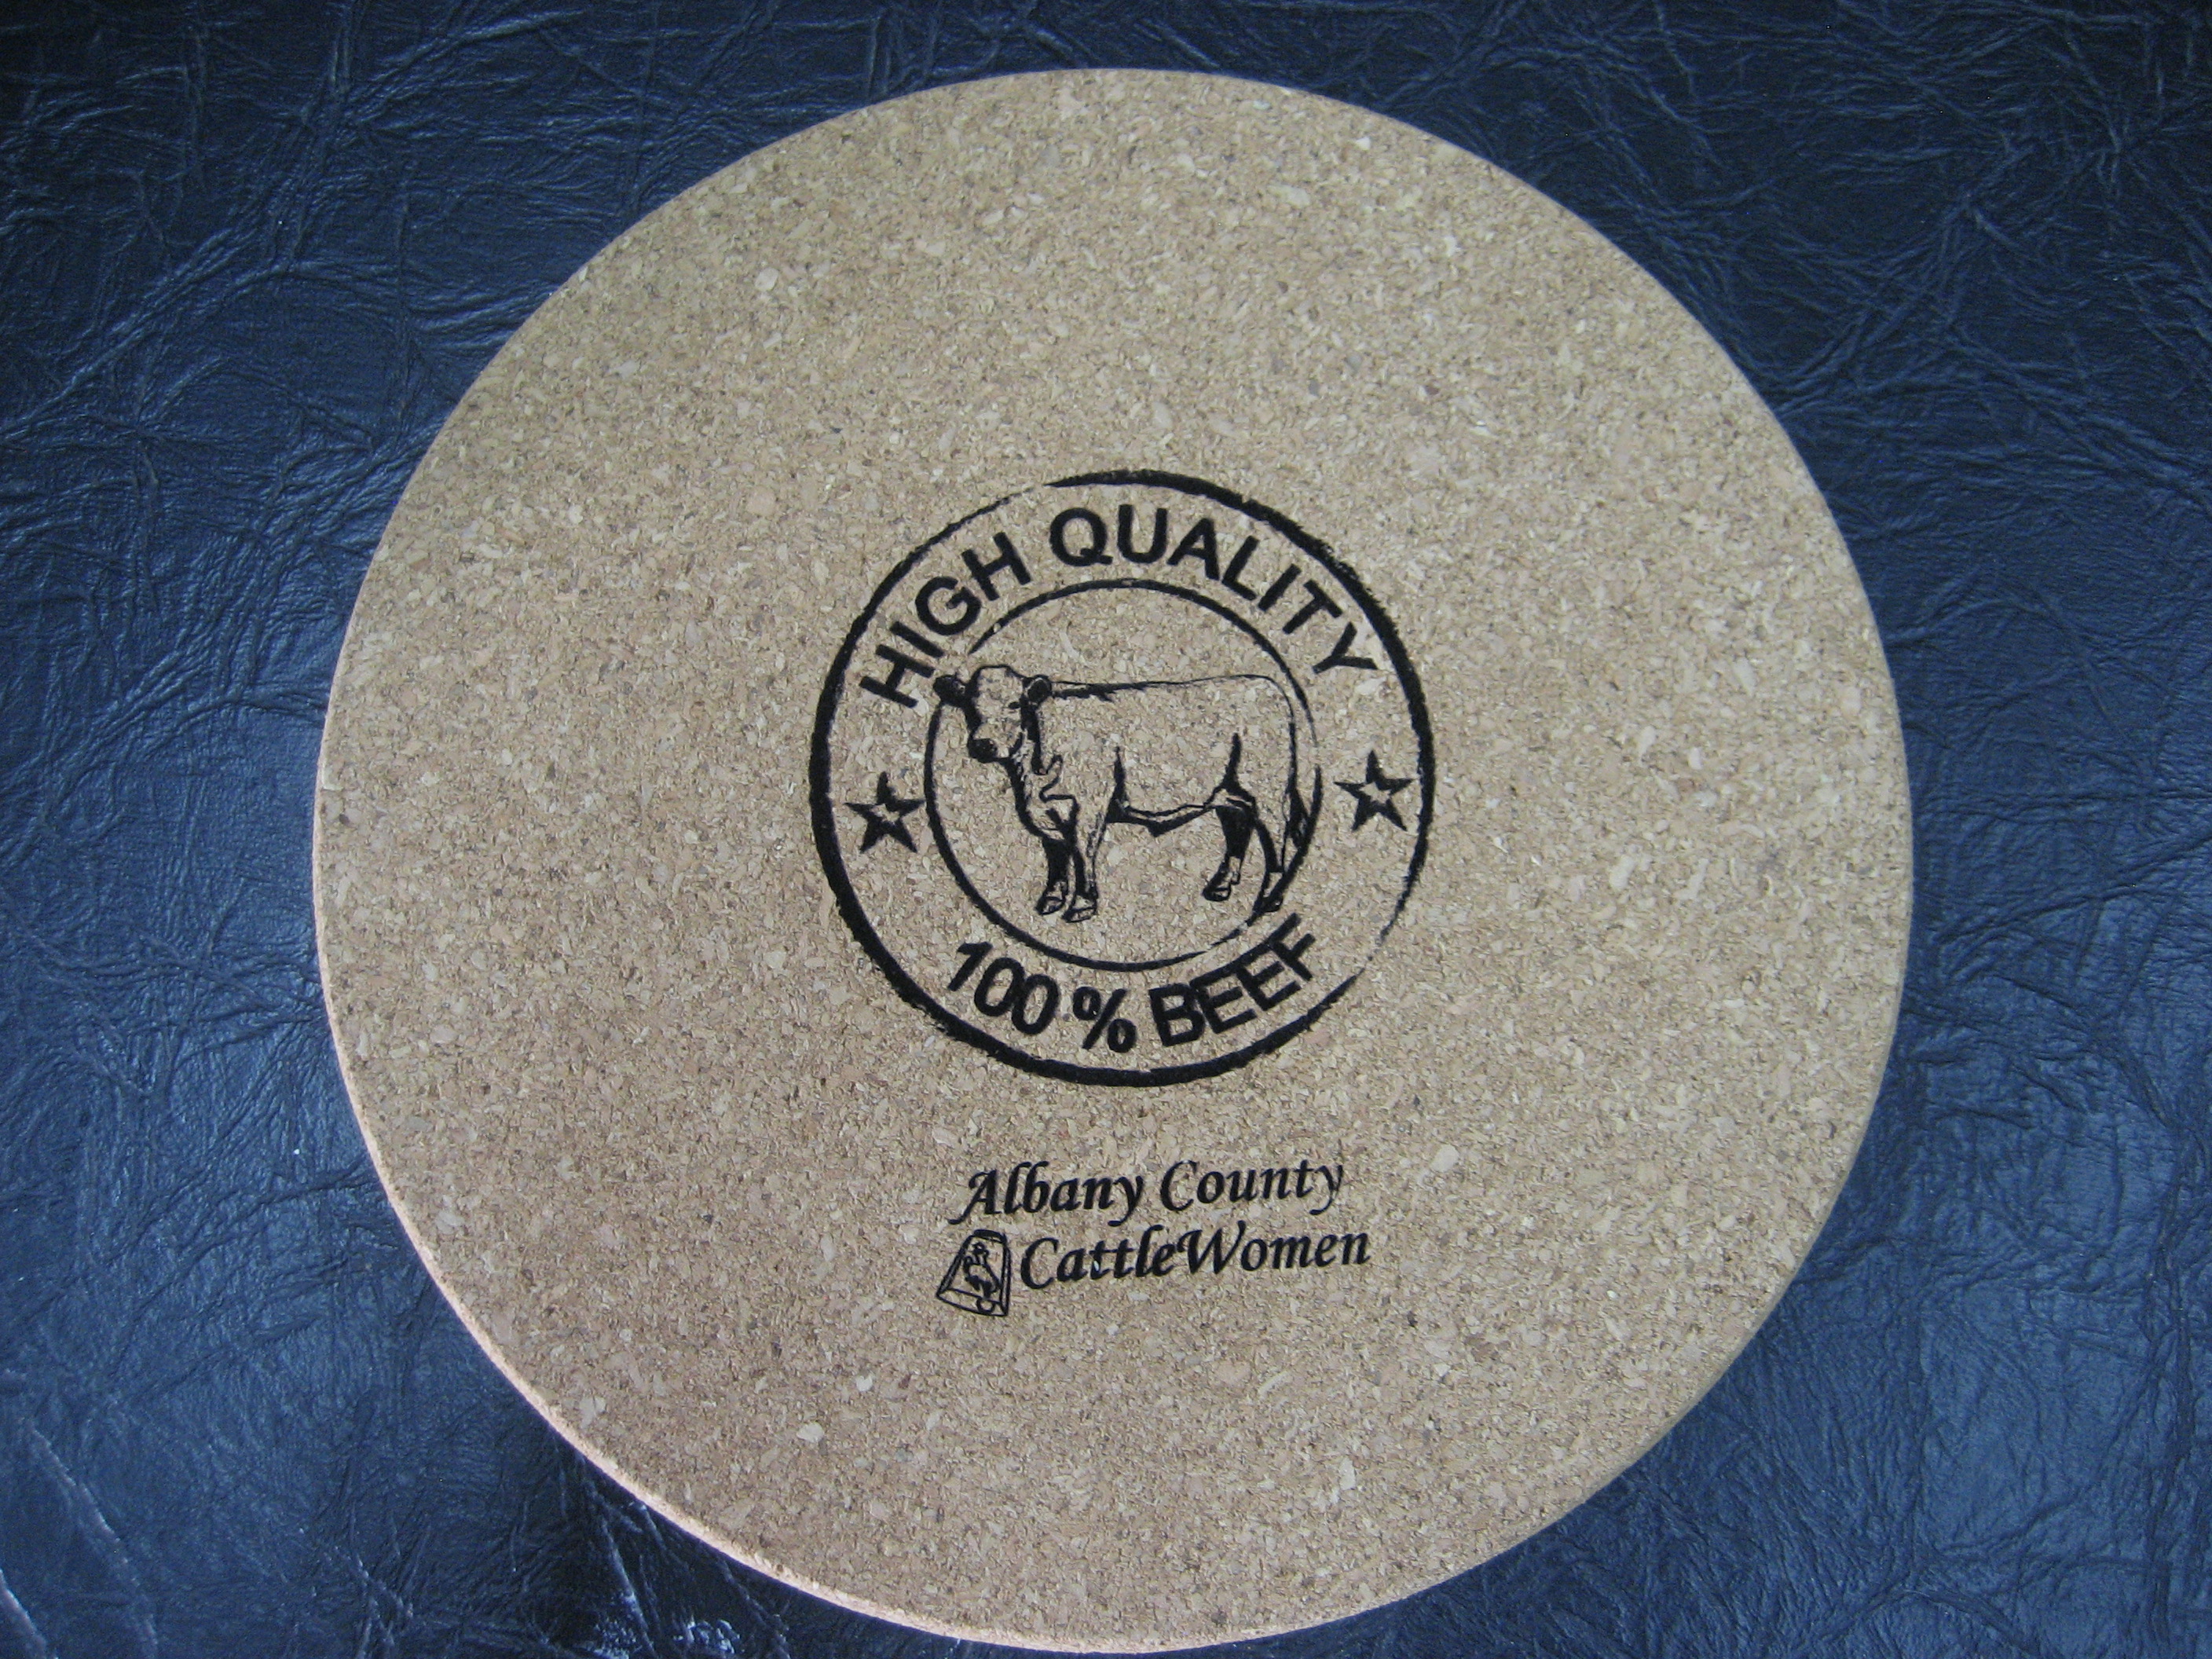 HIGH QUALITY
100% BEEF
Albany County
CattleWomen